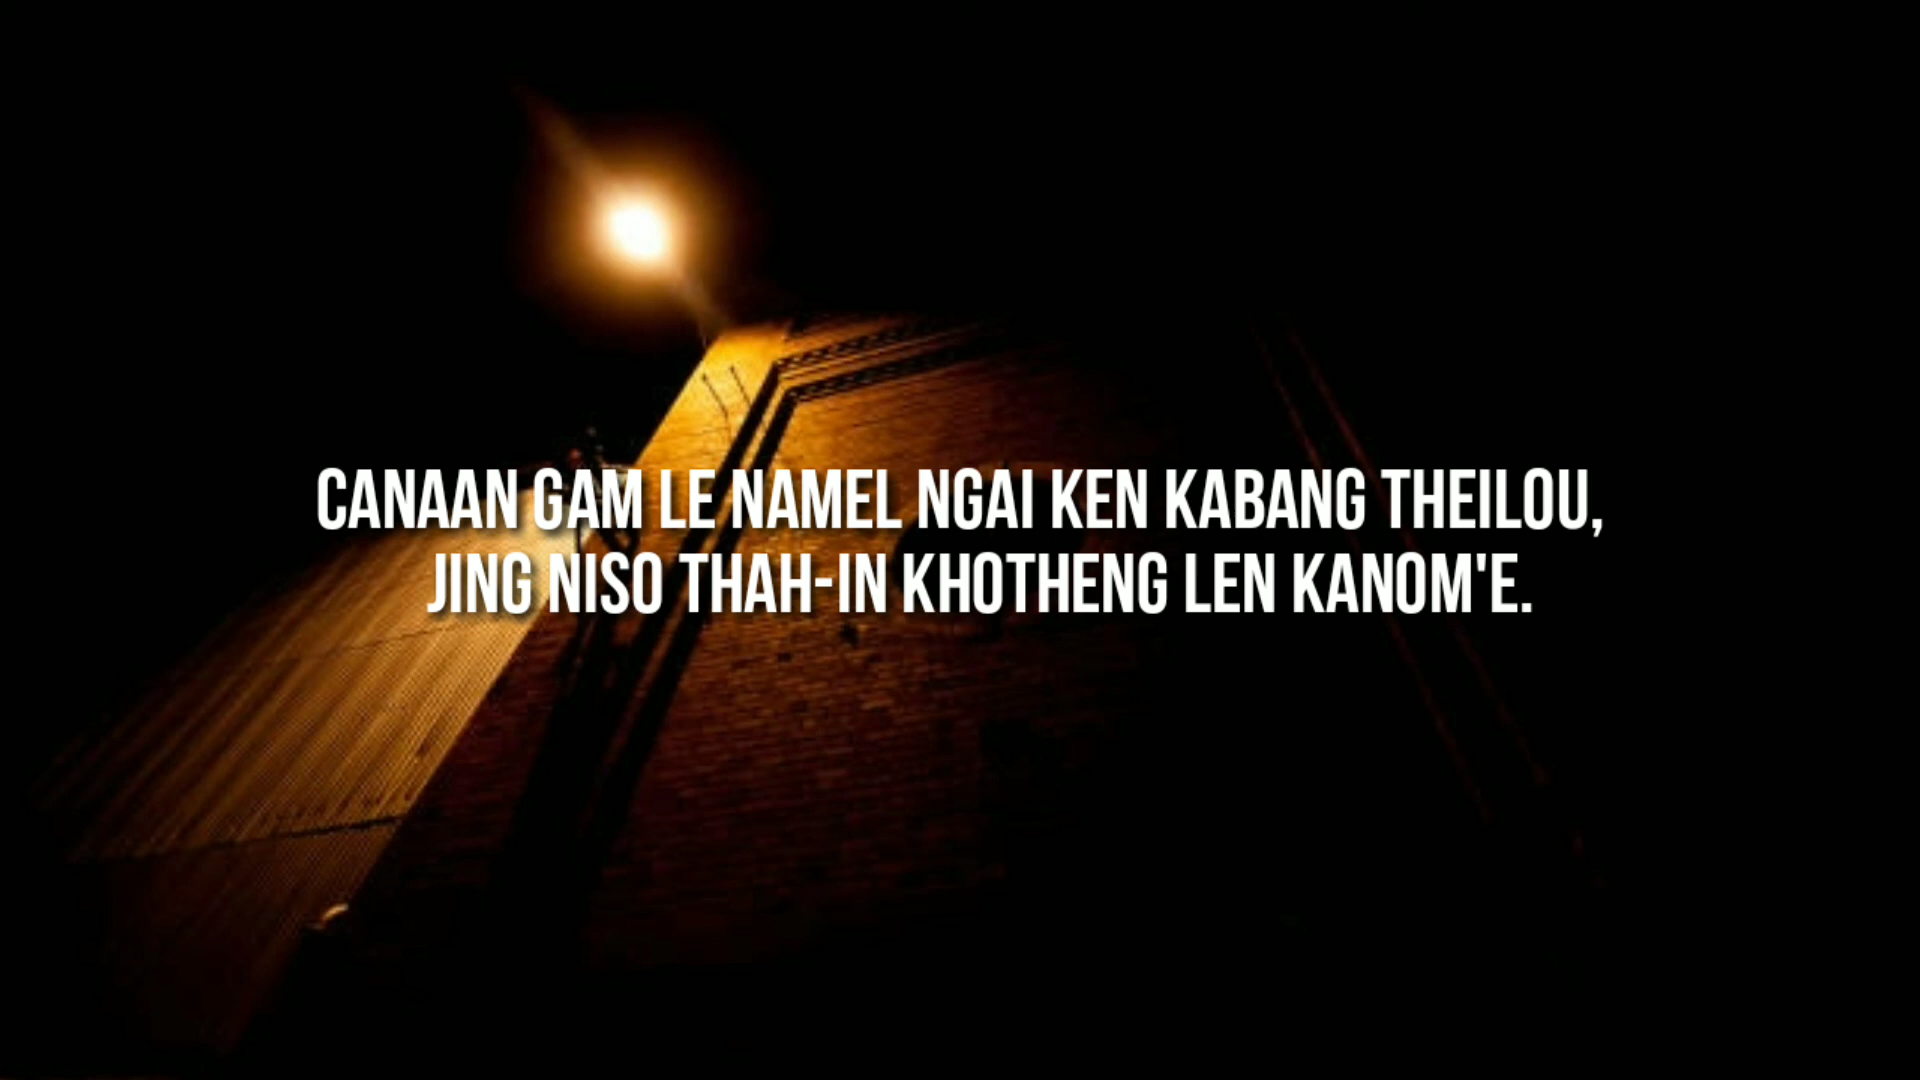 CANAAN GAM LE NAMEL NGAI KEN KABANG THEILOU,
JING NISO THAH-IN KHOTHENG LEN KANOM'E.